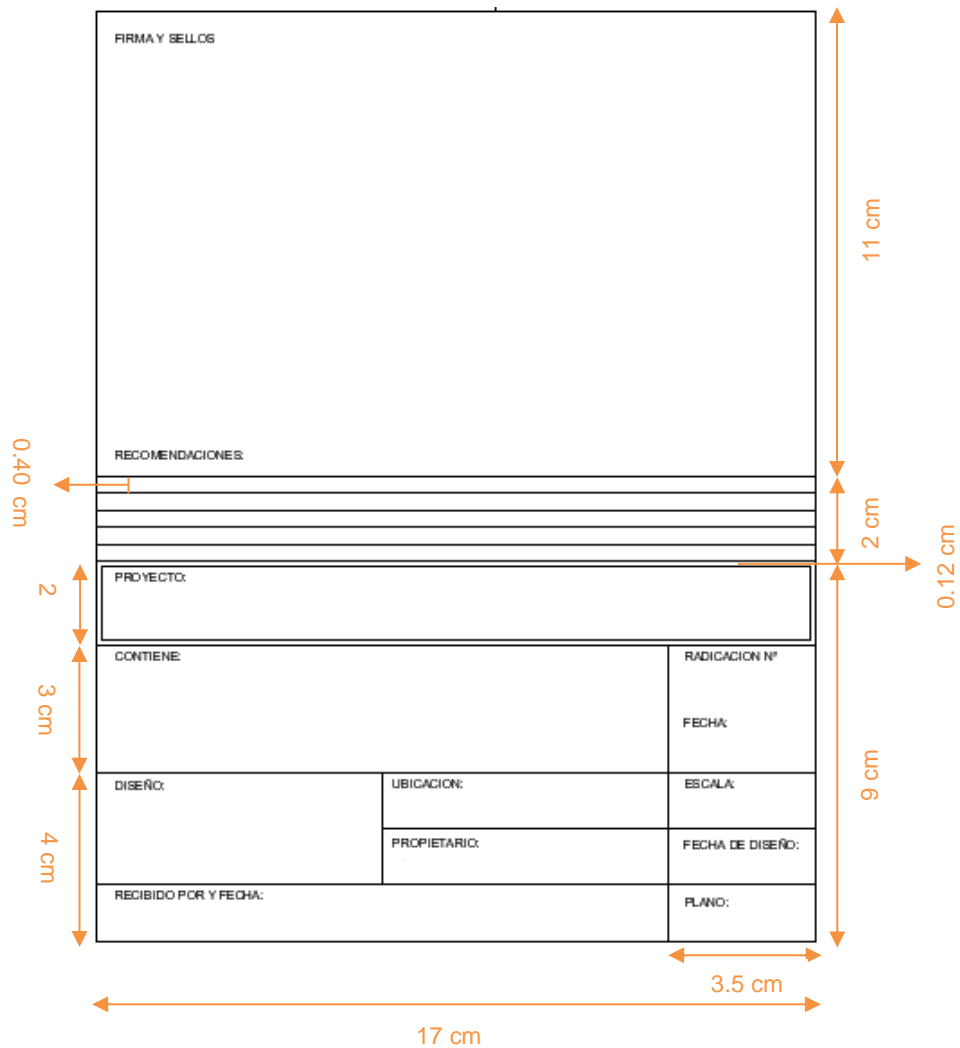 FIRMA Y SELLOS
11 cm
RECOMENDACIONES:
0.40 cm
2 cm
0.12 cm
PROYECTO:
2
CONTIENE:
RADICACION Nº
3 cm
FECHA:
9 cm
DISEÑO:
UBICACION:
ESCALA:
4 cm
PROPIETARIO:
FECHA DE DISEÑO:
RECIBIDO POR Y FECHA:
PLANO:
3.5 cm
17 cm